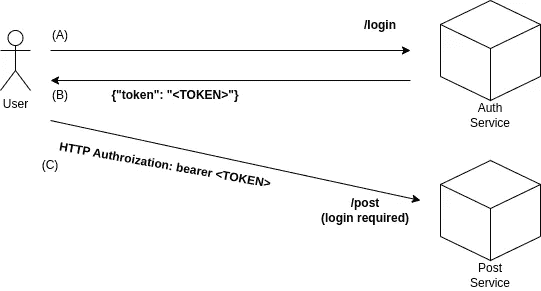 (A)
/login
User
(B)
{"token": "<TOKEN>"}
Auth
Service
(C)
HTTP Authroization: bearer <TOKEN>
/post
(login required)
Post
Service